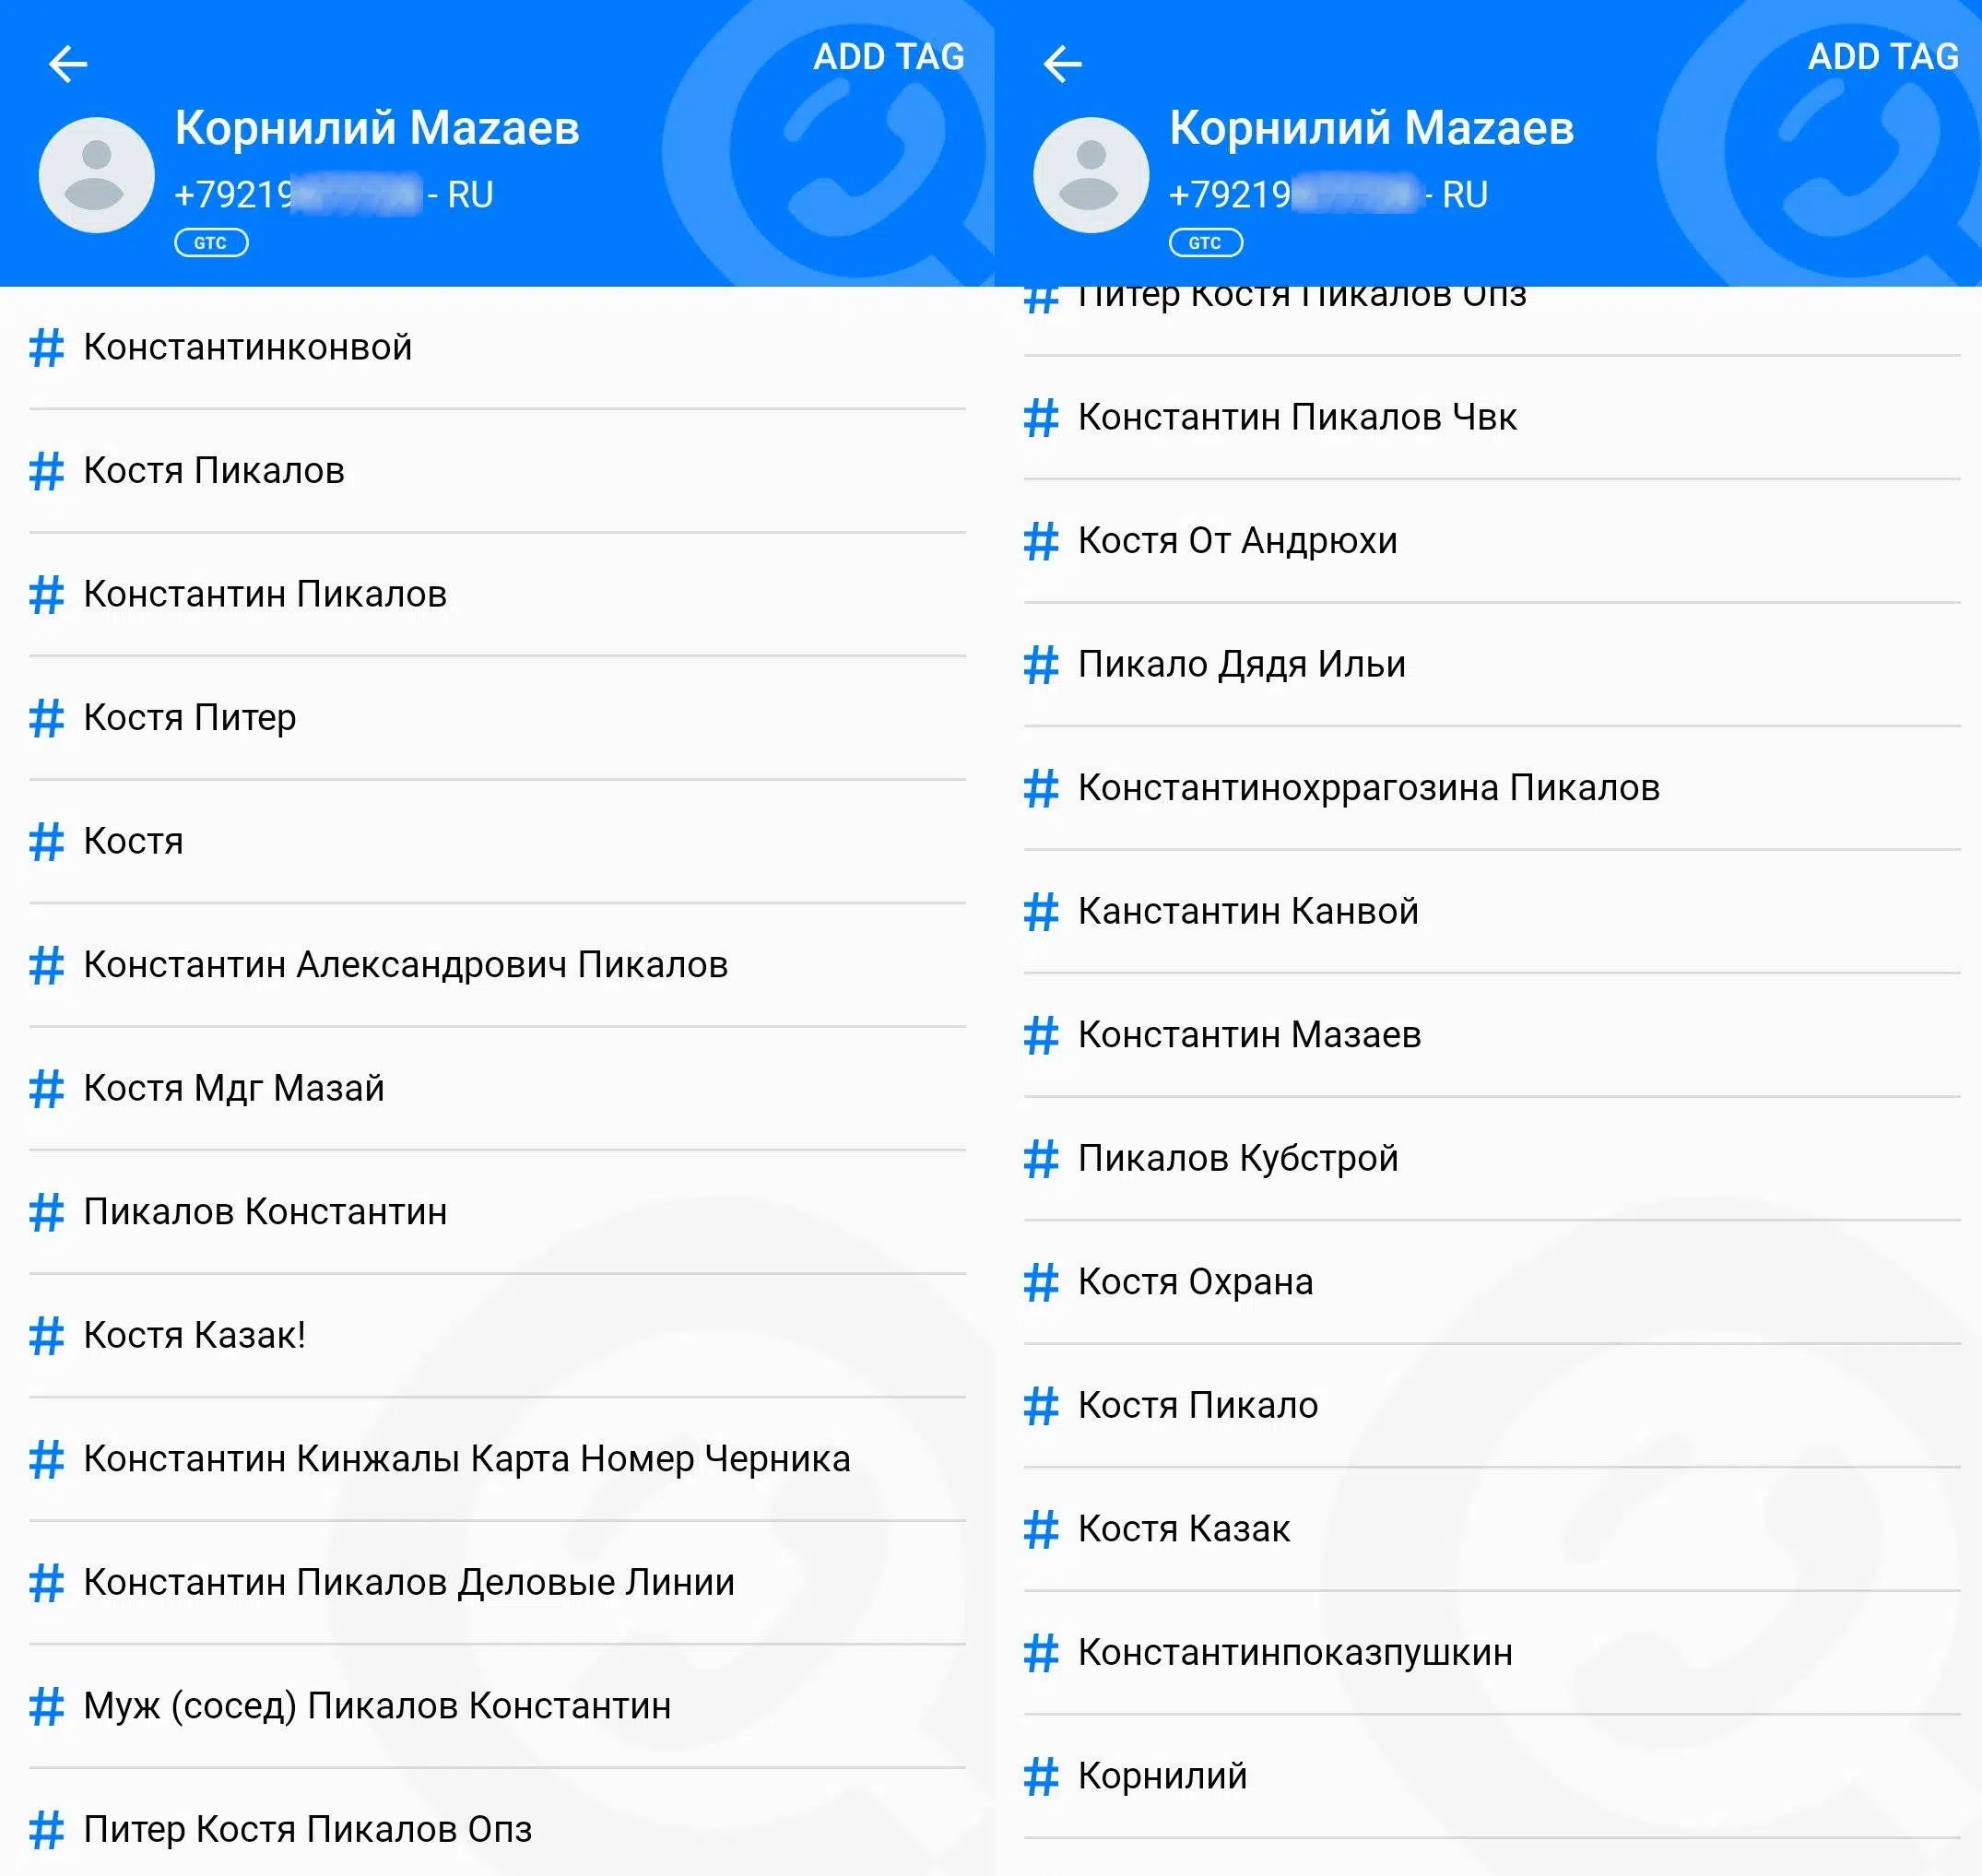 ADD TAG
Корнилий Mazaев
+79219 - RU
GTC
# Константинконвой
# Костя Пикалов
# Константин Пикалов
# Костя Питер
# Костя
# Константин Александрович Пикалов
# Костя Мдг Мазай
# Пикалов Константин
# Костя Казак!
# Константин Кинжалы Карта Номер Черника
# Константин Пикалов Деловые Линии
# Муж (сосед) Пикалов Константин
# Питер Костя Пикалов Опз
ADD TAG
Корнилий Mazaев
+79219 - RU
GTC
# Питер Костя Пикалов Опз
# Константин Пикалов Чвк
# Костя От Андрюхи
# Пикало Дядя Ильи
# Константинохррагозина Пикалов
# Канстантин Канвой
# Константин Мазаев
# Пикалов Кубстрой
# Костя Охрана
# Костя Пикало
# Костя Казак
# Константинпоказпушкин
# Корнилий